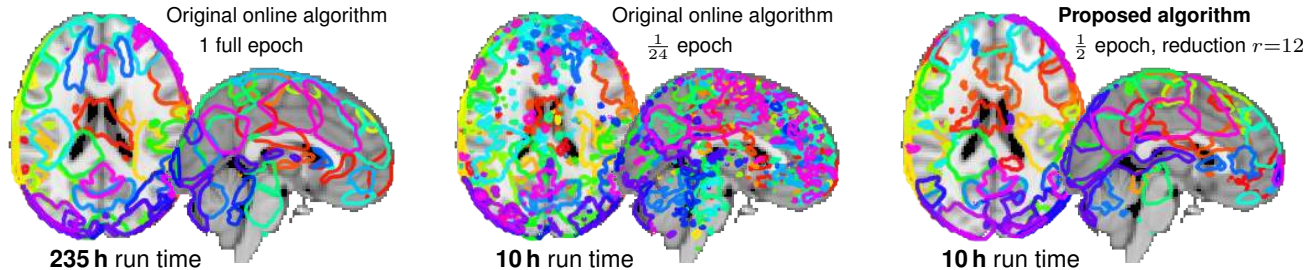 Original online algorithm
1 full epoch
235 h run time
Original online algorithm
1/24 epoch
10 h run time
Proposed algorithm
1/2 epoch, reduction r=12
10 h run time